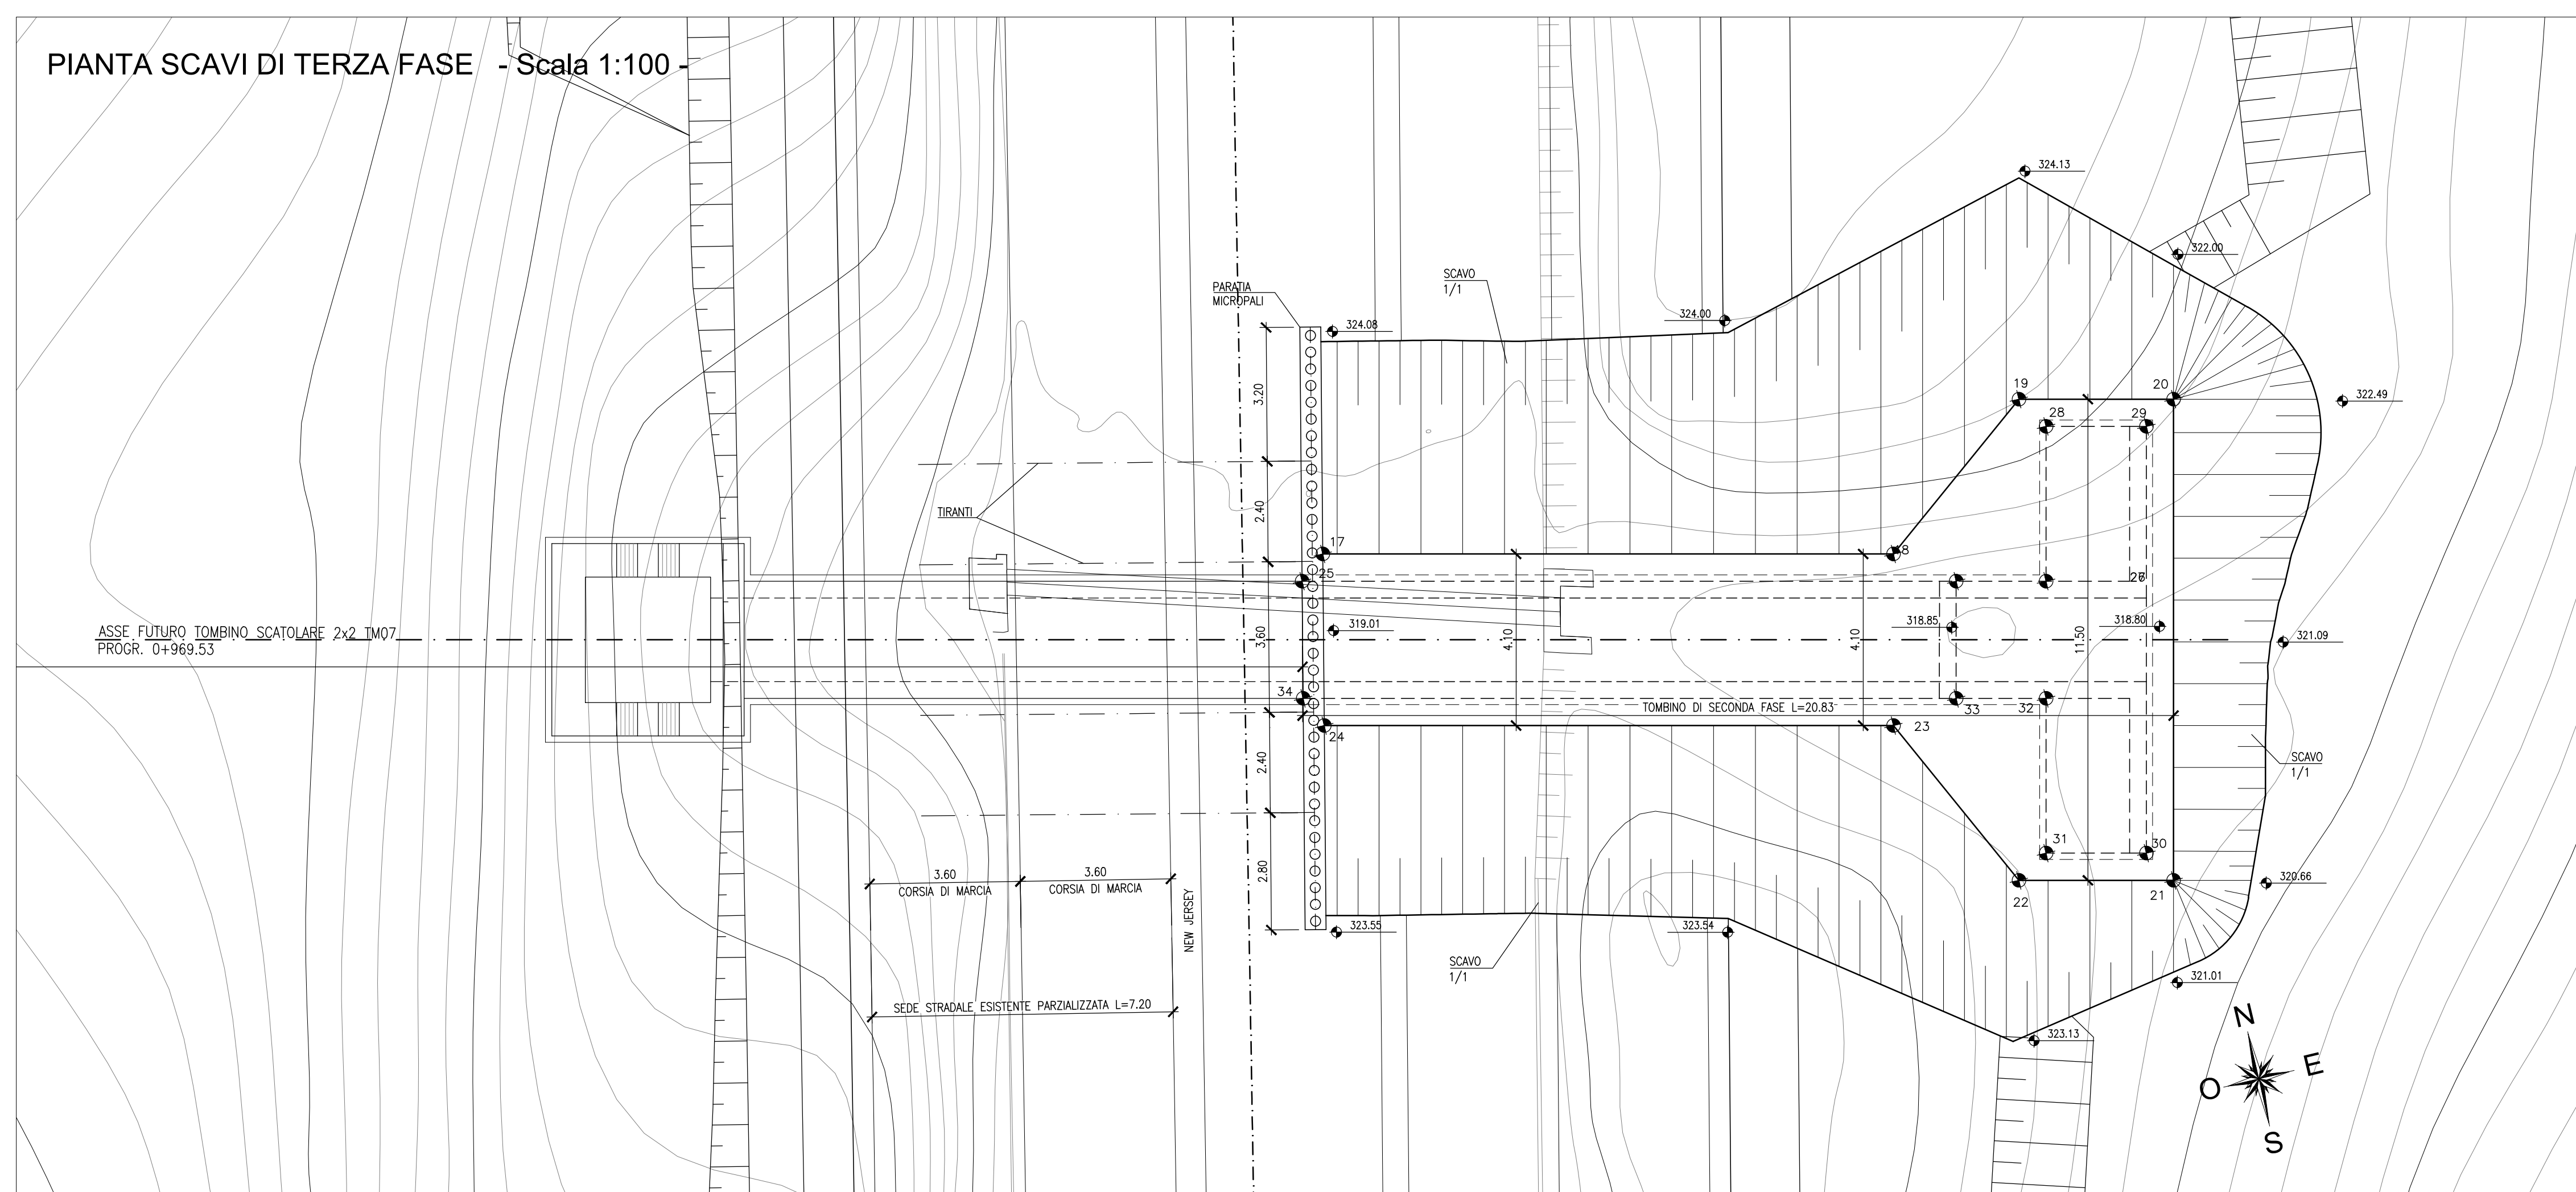 PIANTA SCAVI DI TERZA FASE - Scala 1:100 -
324.13
322.00
SCAVO
1/1
PARATIA
MICROPALI
324.08
324.00
322.49
19
20
28
29
3.20
2.40
3.60
2.40
2.80
TIRANTI
17
18
25
26
319.01
318.85
318.80
321.09
4.10
4.10
11.50
ASSE FUTURO TOMBINO SCATOLARE 2x2 TM07
PROGR. 0+969.53
34
33
32
TOMBINO DI SECONDA FASE L=20.83
24
23
SCAVO
1/1
31
30
22
21
320.66
3.60
CORSIA DI MARCIA
3.60
CORSIA DI MARCIA
NEW JERSEY
323.55
323.54
SCAVO
1/1
321.01
SEDE STRADALE ESISTENTE PARZIALIZZATA L=7.20
323.13
N
E
O
S